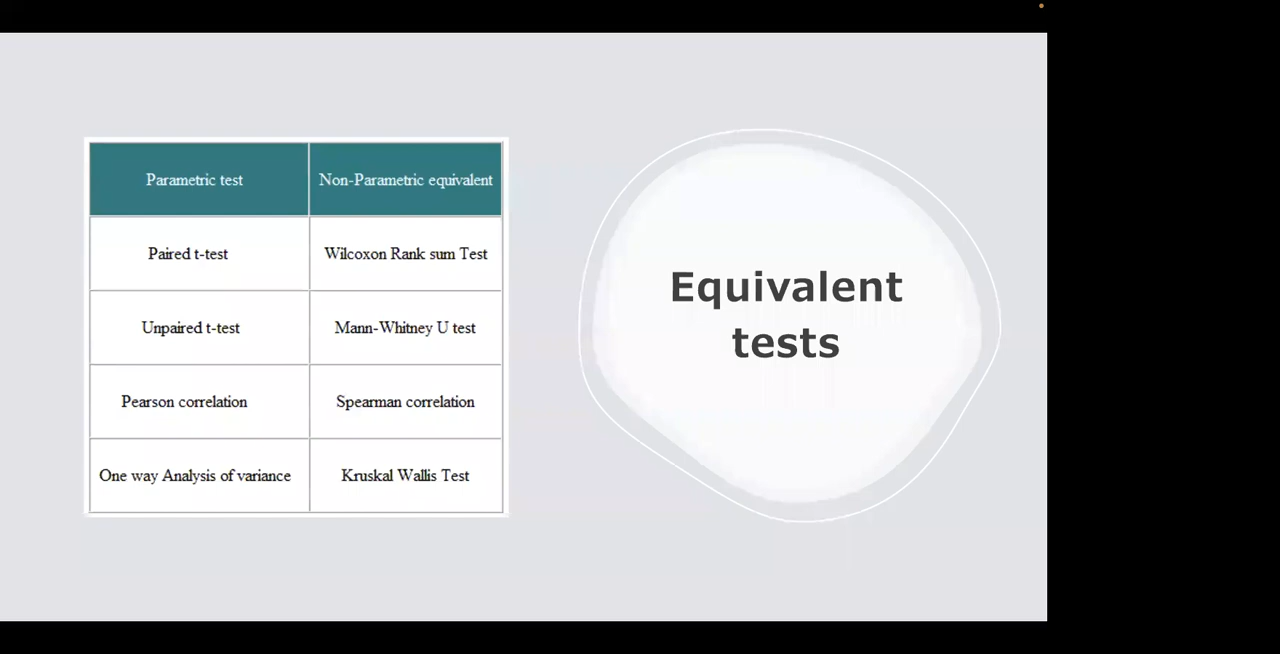 Parametric test Non-Parametric equivalent
Paired t-test Wilcoxon Rank sum Test
Unpaired t-test Mann-Whitney U test
Pearson correlation Spearman correlation
One way Analysis of variance Kruskal Wallis Test
Equivalent
tests